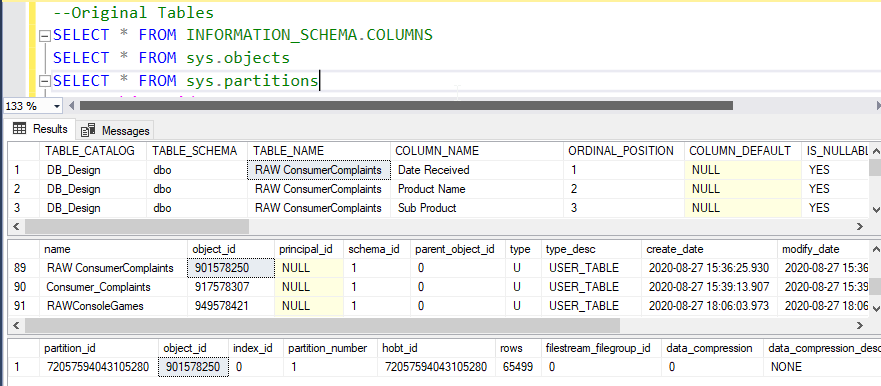 --Original Tables
SELECT * FROM INFORMATION_SCHEMA.COLUMNS
SELECT * FROM sys.objects
SELECT * FROM sys.partitions
133 %
Results Messages
TABLE_CATALOG TABLE_SCHEMA TABLE_NAME COLUMN_NAME ORDINAL_POSITION COLUMN_DEFAULT IS_NULLABL
1 DB_Design dbo RAW ConsumerComplaints Date Received 1 NULL YES
2 DB_Design dbo RAW ConsumerComplaints Product Name 2 NULL YES
3 DB_Design dbo RAW ConsumerComplaints Sub Product 3 NULL YES
name object_id principal_id schema_id parent_object_id type type_desc create_date modify_date
89 RAW ConsumerComplaints 901578250 NULL 1 0 U USER_TABLE 2020-08-27 15:36:25.930 2020-08-27 15:36
90 Consumer_Complaints 917578307 NULL 1 0 U USER_TABLE 2020-08-27 15:39:13.907 2020-08-27 15:39
91 RAWConsoleGames 949578421 NULL 1 0 U USER_TABLE 2020-08-27 18:06:03.973 2020-08-27 18:06
partition_id object_id index_id partition_number hobt_id rows filestream_filegroup_id data_compression data_compression_desc
1 72057594043105280 901578250 0 1 72057594043105280 65499 0 0 NONE